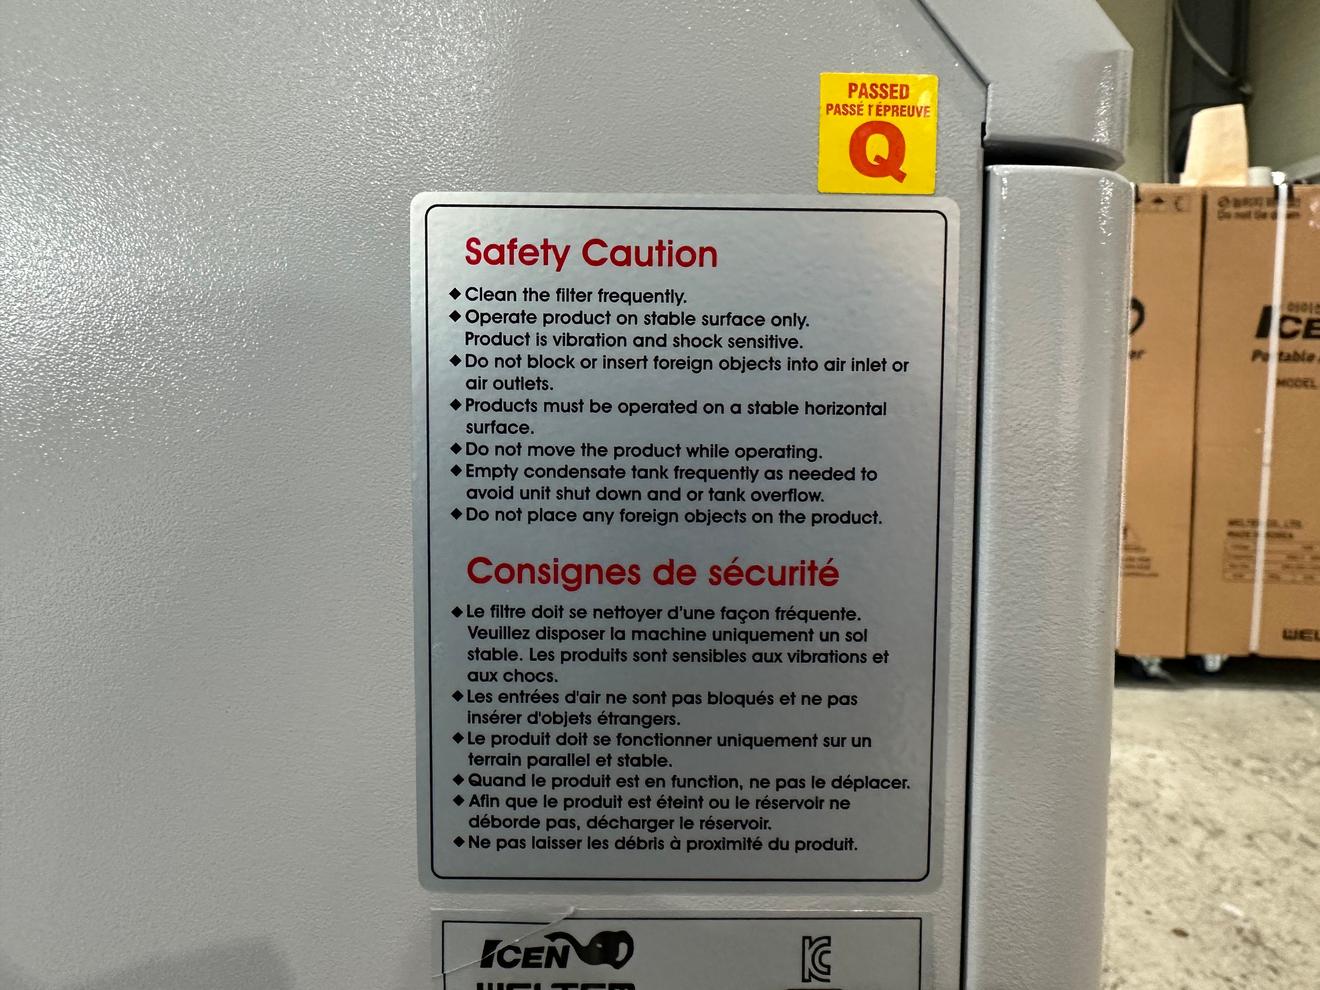 PASSED
PASSÉ l'ÉPREUVE
Q
Safety Caution
◆Clean the filter frequently.
◆Operate product on stable surface only.
Product is vibration and shock sensitive.
◆Do not block or insert foreign objects into air inlet or
air outlets.
◆Products must be operated on a stable horizontal
surface.
◆Do not move the product while operating.
◆Empty condensate tank frequently as needed to
avoid unit shut down and or tank overflow.
◆Do not place any foreign objects on the product.
Consignes de sécurité
◆Le filtre doit se nettoyer d'une façon fréquente.
Veuillez disposer la machine uniquement un sol
stable. Les produits sont sensibles aux vibrations et
aux chocs.
◆Les entrées d'air ne sont pas bloqués et ne pas
insérer d'objets étrangers.
◆Le produit doit se fonctionner uniquement sur un
terrain parallel et stable.
◆Quand le produit est en function, ne pas le déplacer.
◆Afin que le produit est éteint ou le réservoir ne
déborde pas, décharger le réservoir.
◆Ne pas laisser les débris à proximité du produit.
ICEN
KC
MODEL